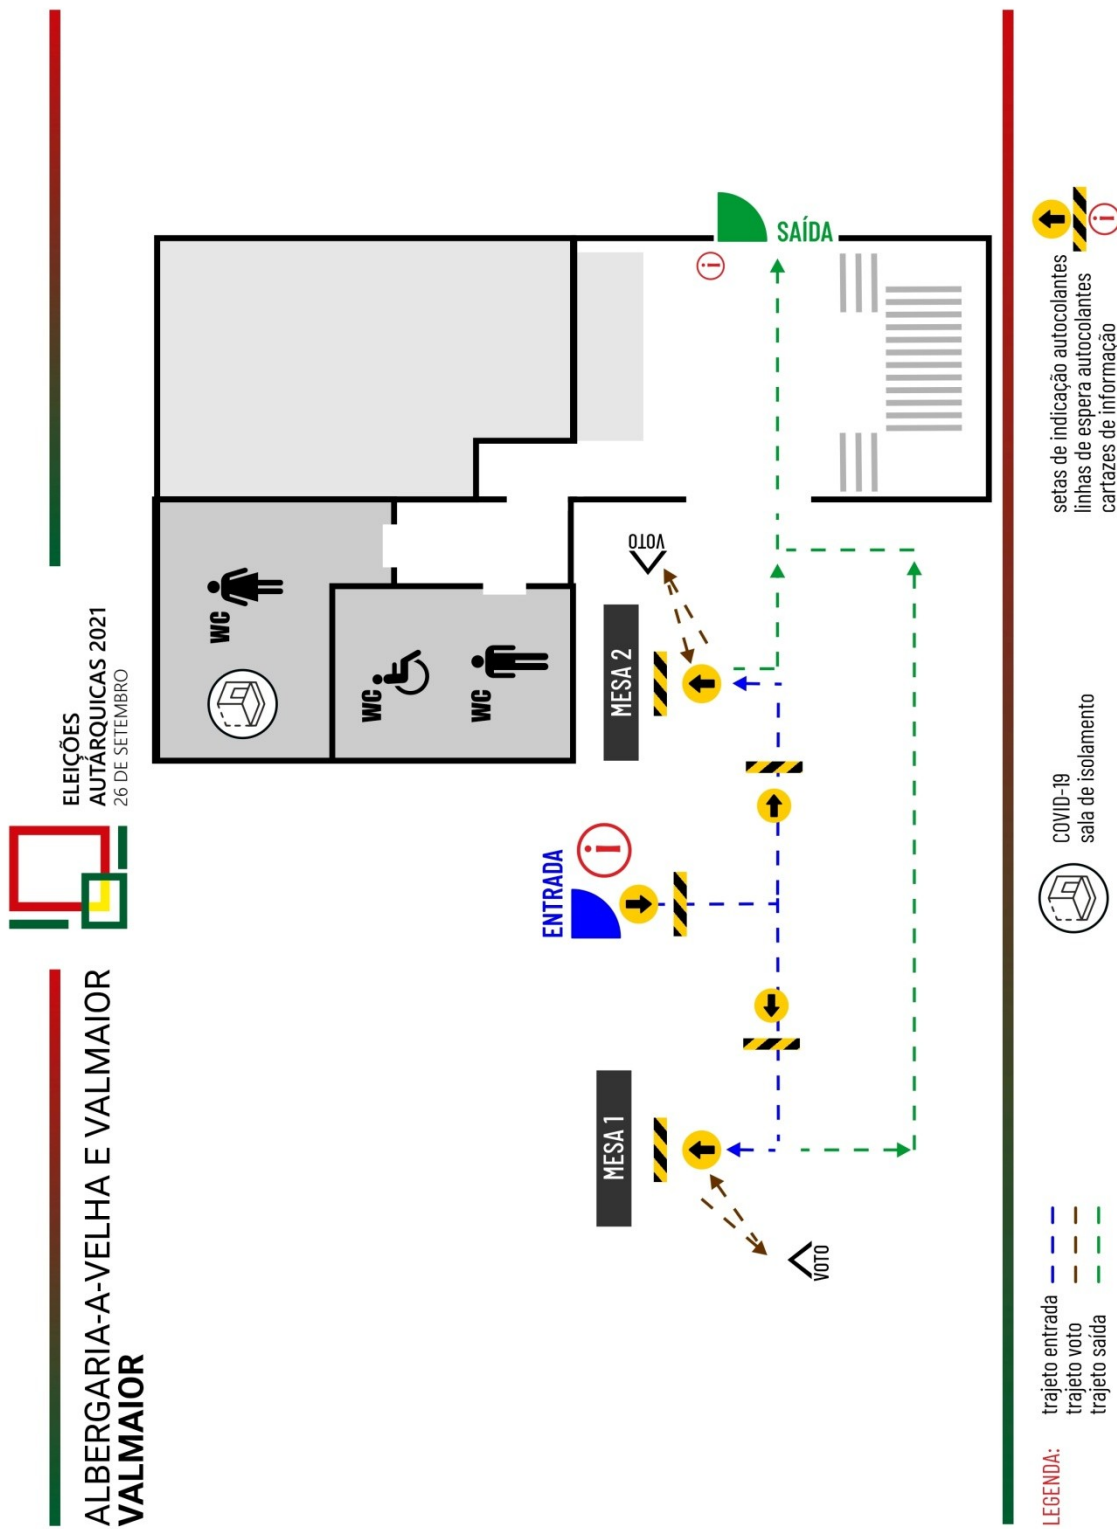 ALBERGARIA-A-VELHA E VALMAIOR
VALMAIOR
ELEIÇÕES
AUTÁRQUICAS 2021
26 DE SETEMBRO
WC
WC
WC
ENTRADA
MESA 1
MESA 2
VOTO
VOTO
SAÍDA
LEGENDA:
trajeto entrada
trajeto voto
trajeto saída
COVID-19
sala de isolamento
setas de indicação autocolantes
linhas de espera autocolantes
cartazes de informação